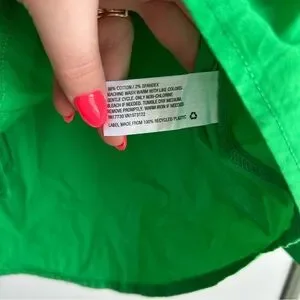 98% COTTON / 2% SPANDEX
MACHINE WASH WARM WITH LIKE COLORS.
GENTLE CYCLE. ONLY NON-CHLORINE
BLEACH IF NEEDED. TUMBLE DRY MEDIUM.
REMOVE PROMPTLY. WARM IRON IF NEEDED.
LABEL MADE FROM 100% RECYCLED PLASTIC